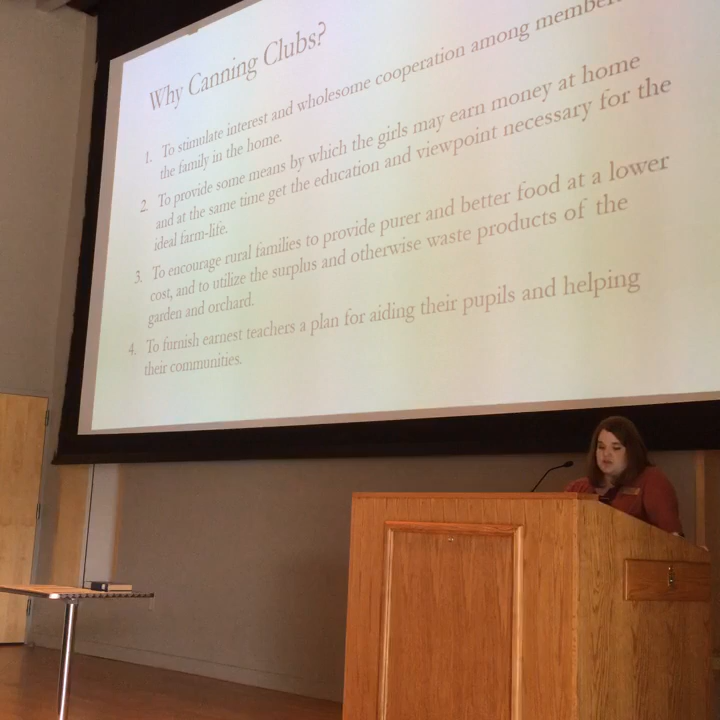 Why Canning Clubs?
1. To stimulate interest and wholesome cooperation among members
the family in the home.
2. To provide some means by which the girls may earn money at home
and at the same time get the education and viewpoint necessary for the
ideal farm-life.
3. To encourage rural families to provide purer and better food at a lower
cost, and to utilize the surplus and otherwise waste products of the
garden and orchard.
4. To furnish earnest teachers a plan for aiding their pupils and helping
their communities.